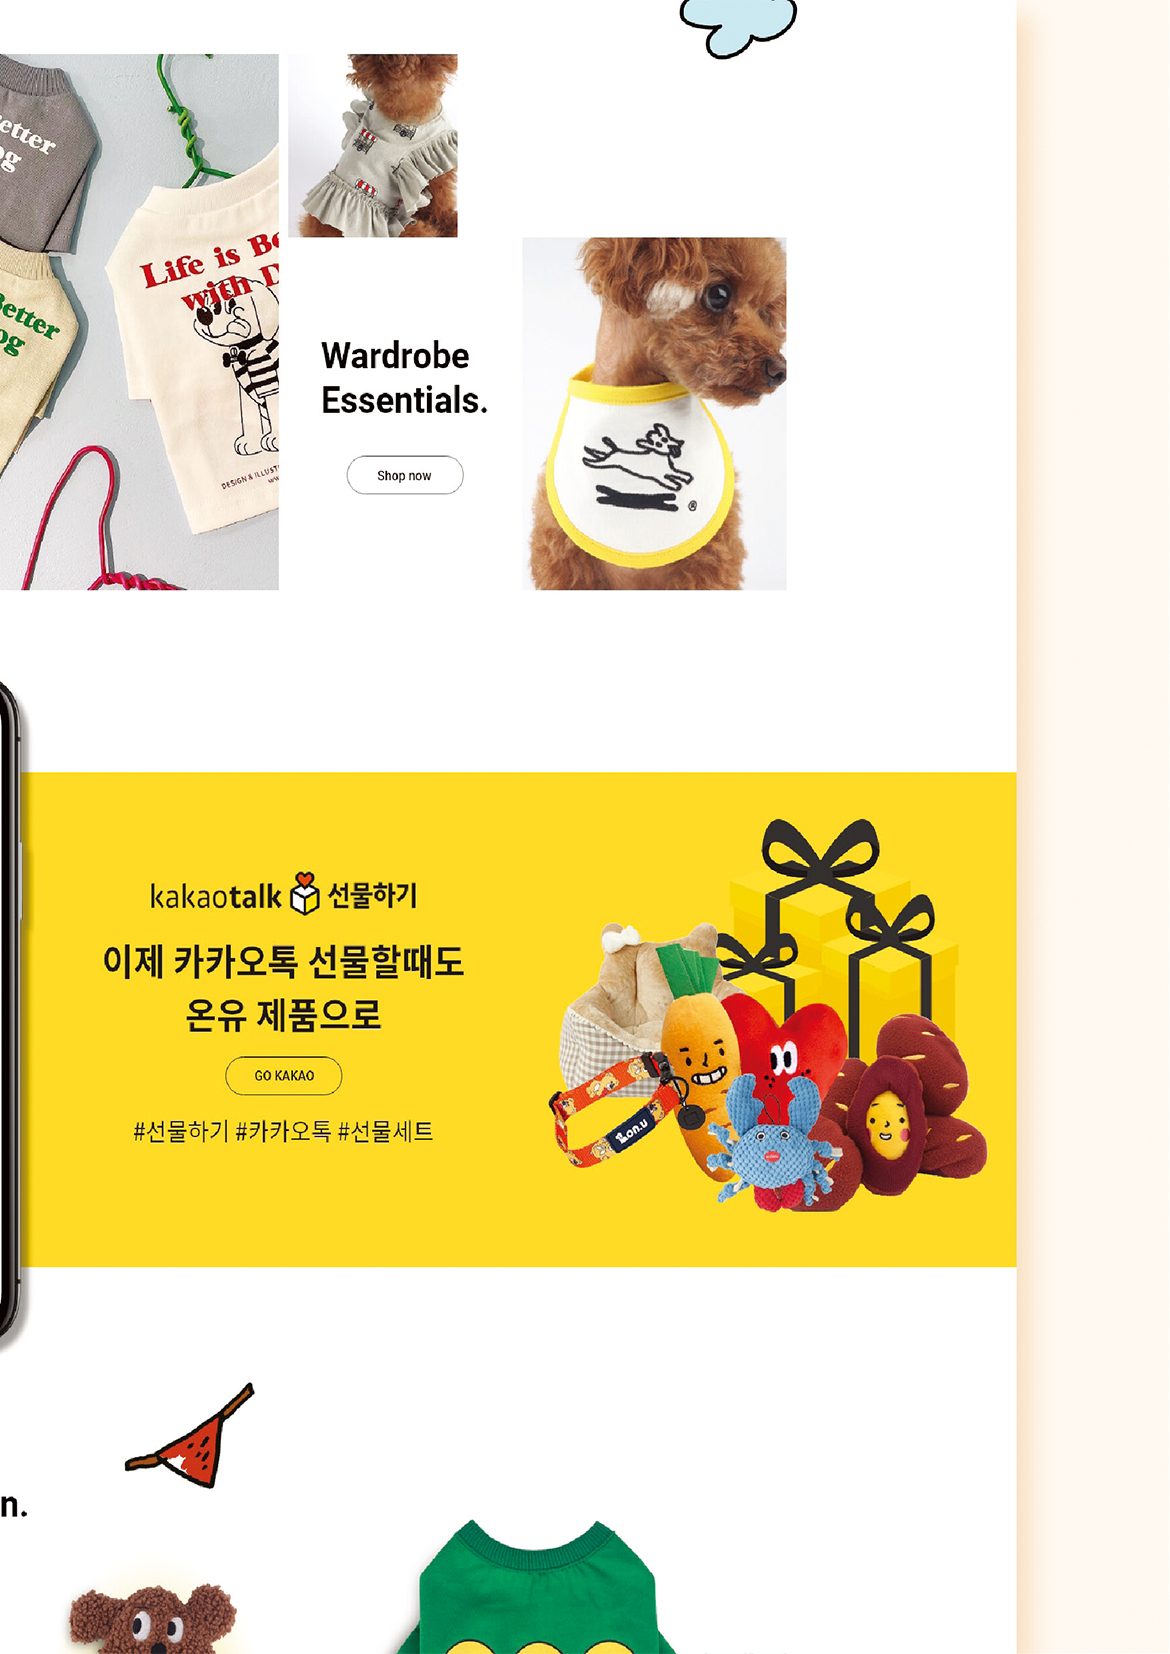 etter
og
Better
og
Life is Be
with D
DESIGN & ILLUST
Wardrobe
Essentials.
Shop now
®
kakaotalk 선물하기
이제 카카오톡 선물할때도
온유 제품으로
GO KAKAO
#선물하기 #카카오톡 #선물세트
on.u
n.